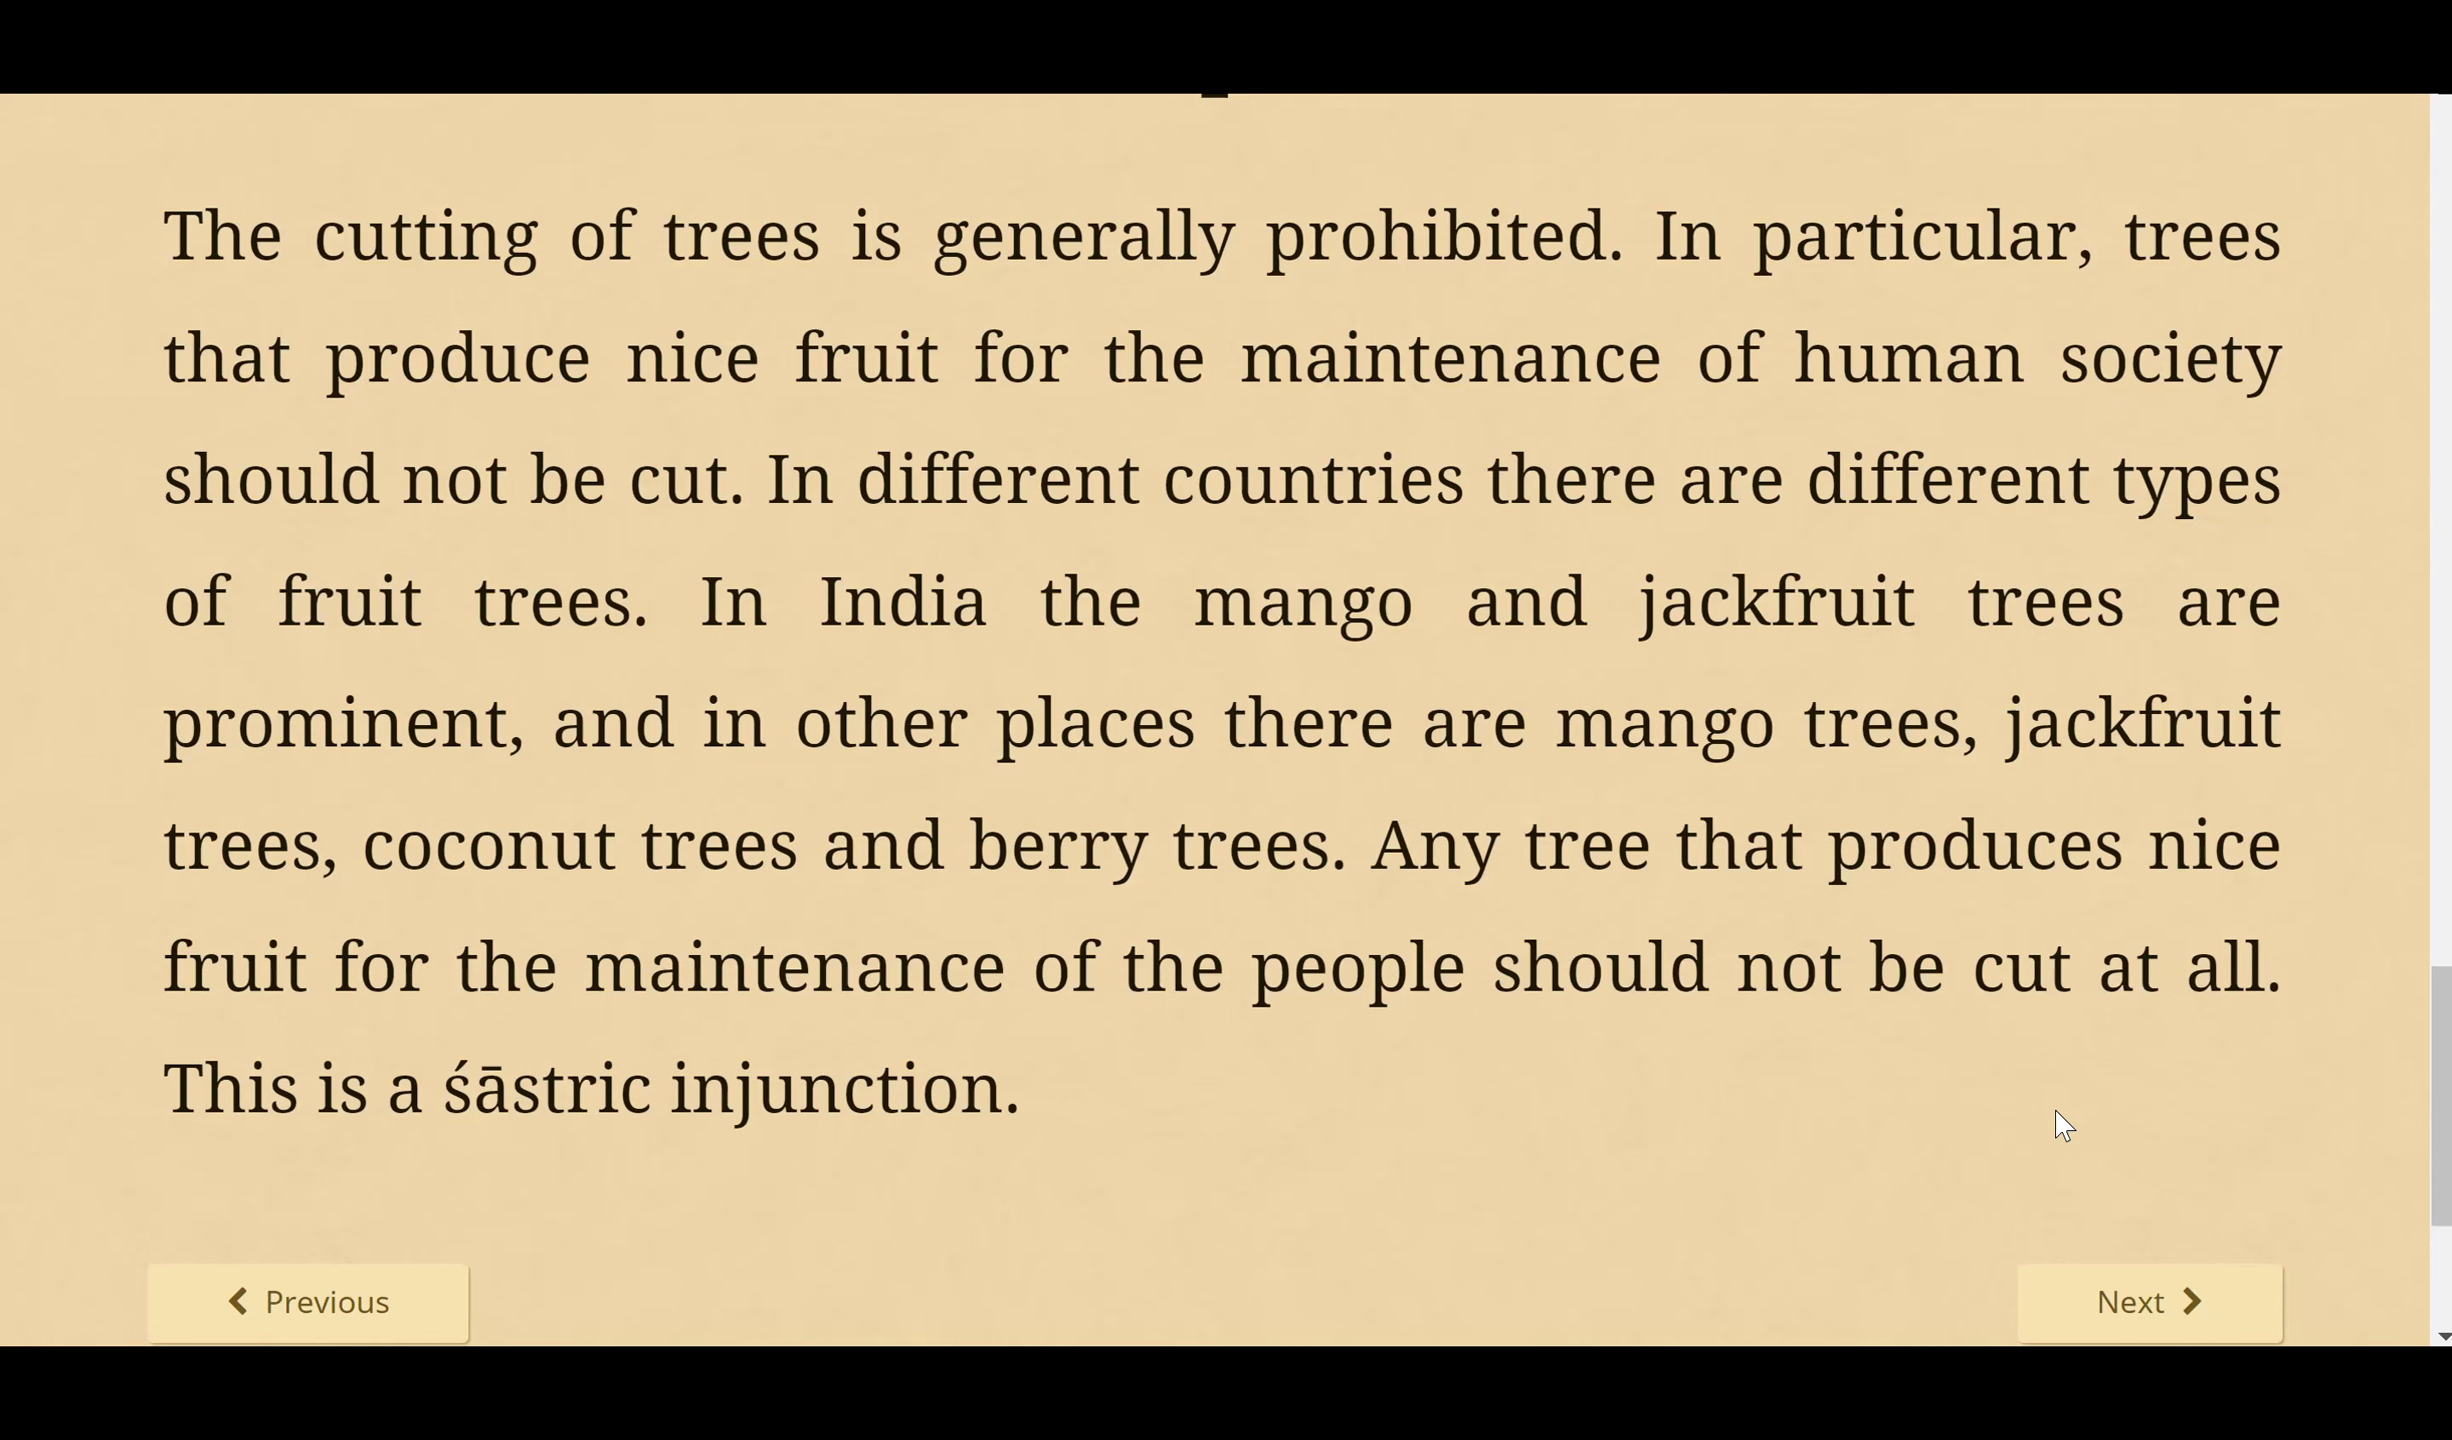 The cutting of trees is generally prohibited. In particular, trees
that produce nice fruit for the maintenance of human society
should not be cut. In different countries there are different types
of fruit trees. In India the mango and jackfruit trees are
prominent, and in other places there are mango trees, jackfruit
trees, coconut trees and berry trees. Any tree that produces nice
fruit for the maintenance of the people should not be cut at all.
This is a śāstric injunction.
Previous
Next